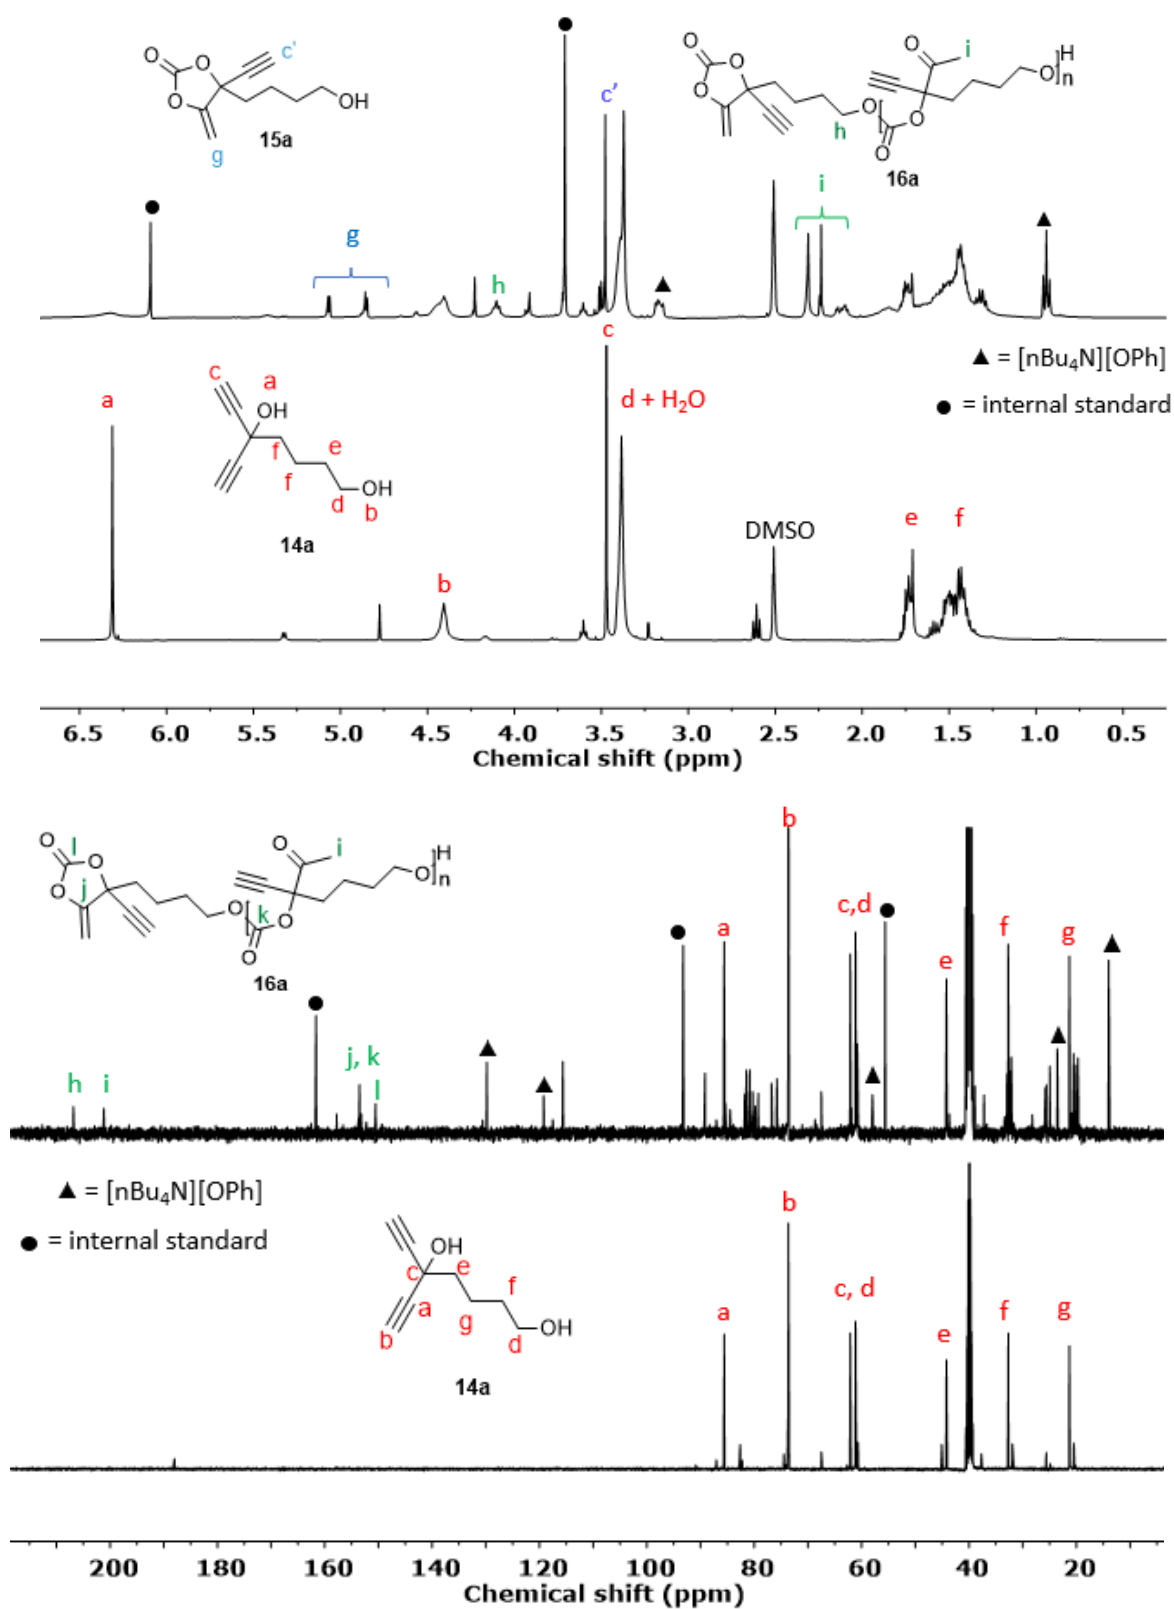 O
O
c'
O
O
OH
g
15a
c'
O
i
O
O
O
H
n
O
O
O
h
O
16a
g
h
i
▲ = [nBu4N][OPh]
● = internal standard
c
a
c
a
OH
f
e
f
d
OH
b
14a
d + H2O
b
DMSO
e
f
6.5 6.0 5.5 5.0 4.5 4.0 3.5 3.0 2.5 2.0 1.5 1.0 0.5
Chemical shift (ppm)
O
l
O
j
O
O
i
O
H
n
O
k
O
O
16a
h
i
j, k
l
a
b
c,d
e
f
g
▲ = [nBu4N][OPh]
● = internal standard
OH
c
e
f
a
b
g
d
OH
14a
a
b
c, d
e
f
g
200 180 160 140 120 100 80 60 40 20
Chemical shift (ppm)